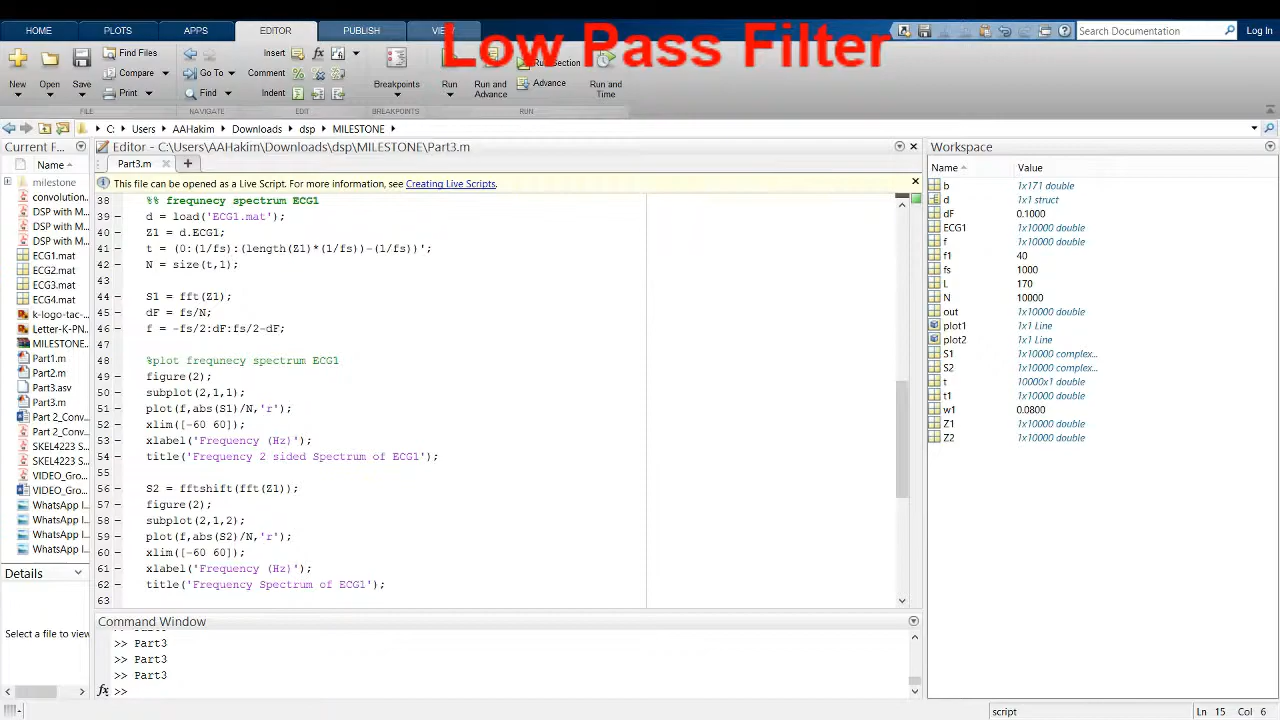 Low Pass Filter
HOME PLOTS APPS EDITOR PUBLISH
Search Documentation Log In
New Open Save Find Files Compare Print
Go To Find
Insert Comment Indent
Breakpoints
Run Run and Advance Run Section Advance Run and Time
FILE NAVIGATE EDIT BREAKPOINTS RUN
C: Users AAHakim Downloads dsp MILESTONE
Current F...
Name
milestone
convolution...
DSP with M...
DSP with M...
DSP with M...
ECG1.mat
ECG2.mat
ECG3.mat
ECG4.mat
k-logo-tac-...
Letter-K-PN...
MILESTONE...
Part1.m
Part2.m
Part3.asv
Part3.m
Part 2_Conv...
Part 2_Conv...
SKEL4223 ...
SKEL4223 S...
VIDEO_Gro...
VIDEO_Gro...
WhatsApp I...
WhatsApp I...
WhatsApp I...
WhatsApp I...
Details
Select a file to view
Editor - C:\Users\AAHakim\Downloads\dsp\MILESTONE\Part3.m
Part3.m
This file can be opened as a Live Script. For more information, see Creating Live Scripts.
38 %% frequnecy spectrum ECG1
39 - d = load('ECG1.mat');
40 - Z1 = d.ECG1;
41 - t = (0:(1/fs):(length(Z1)*(1/fs))-(1/fs))';
42 - N = size(t,1);
43
44 - S1 = fft(Z1);
45 - dF = fs/N;
46 - f = -fs/2:dF:fs/2-dF;
47
48 %plot frequnecy spectrum ECG1
49 - figure(2);
50 - subplot(2,1,1);
51 - plot(f,abs(S1)/N,'r');
52 - xlim([-60 60]);
53 - xlabel('Frequency (Hz)');
54 - title('Frequency 2 sided Spectrum of ECG1');
55
56 - S2 = fftshift(fft(Z1));
57 - figure(2);
58 - subplot(2,1,2);
59 - plot(f,abs(S2)/N,'r');
60 - xlim([-60 60]);
61 - xlabel('Frequency (Hz)');
62 - title('Frequency Spectrum of ECG1');
63
Command Window
>> Part3
>> Part3
>> Part3
fx >>
Workspace
Name Value
b 1x171 double
d 1x1 struct
dF 0.1000
ECG1 1x10000 double
f 1x10000 double
f1 40
fs 1000
L 170
N 10000
out 1x10000 double
plot1 1x1 Line
plot2 1x1 Line
S1 1x10000 complex...
S2 1x10000 complex...
t 10000x1 double
t1 1x10000 double
w1 0.0800
Z1 1x10000 double
Z2 1x10000 double
script Ln 15 Col 6